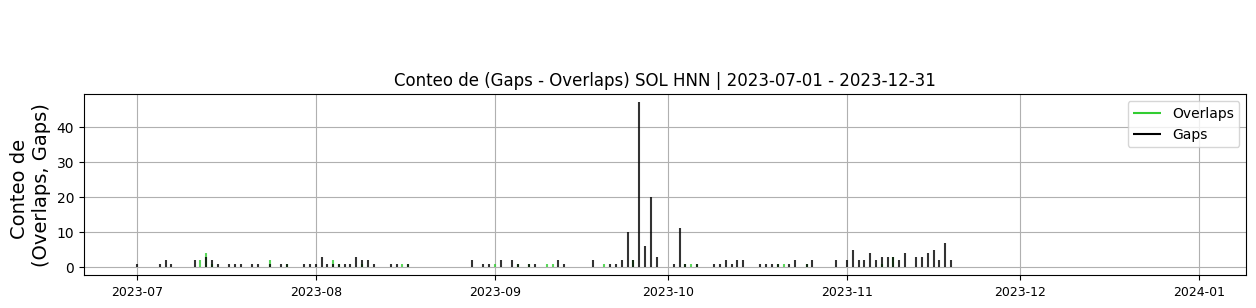 Conteo de (Gaps - Overlaps) SOL HNN | 2023-07-01 - 2023-12-31
Conteo de
(Overlaps, Gaps)
40
30
20
10
0
Overlaps
Gaps
2023-07
2023-08
2023-09
2023-10
2023-11
2023-12
2024-01